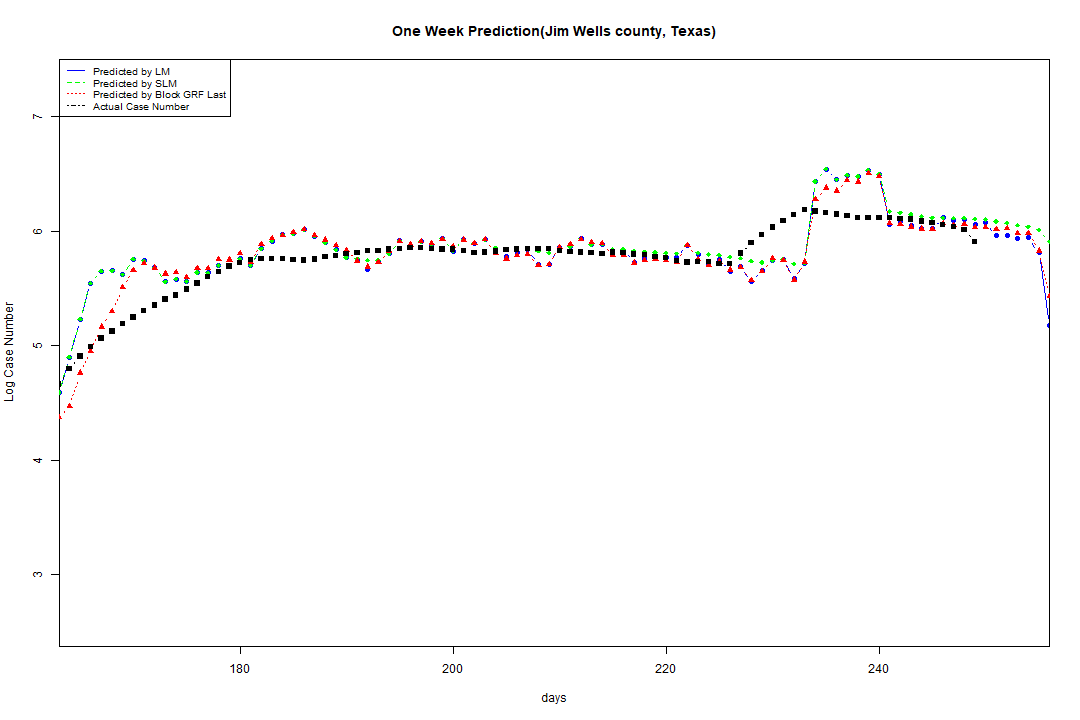 One Week Prediction(Jim Wells county, Texas)
Predicted by LM
Predicted by SLM
Predicted by Block GRF Last
Actual Case Number
7
6
5
4
3
Log Case Number
180
200
220
240
days